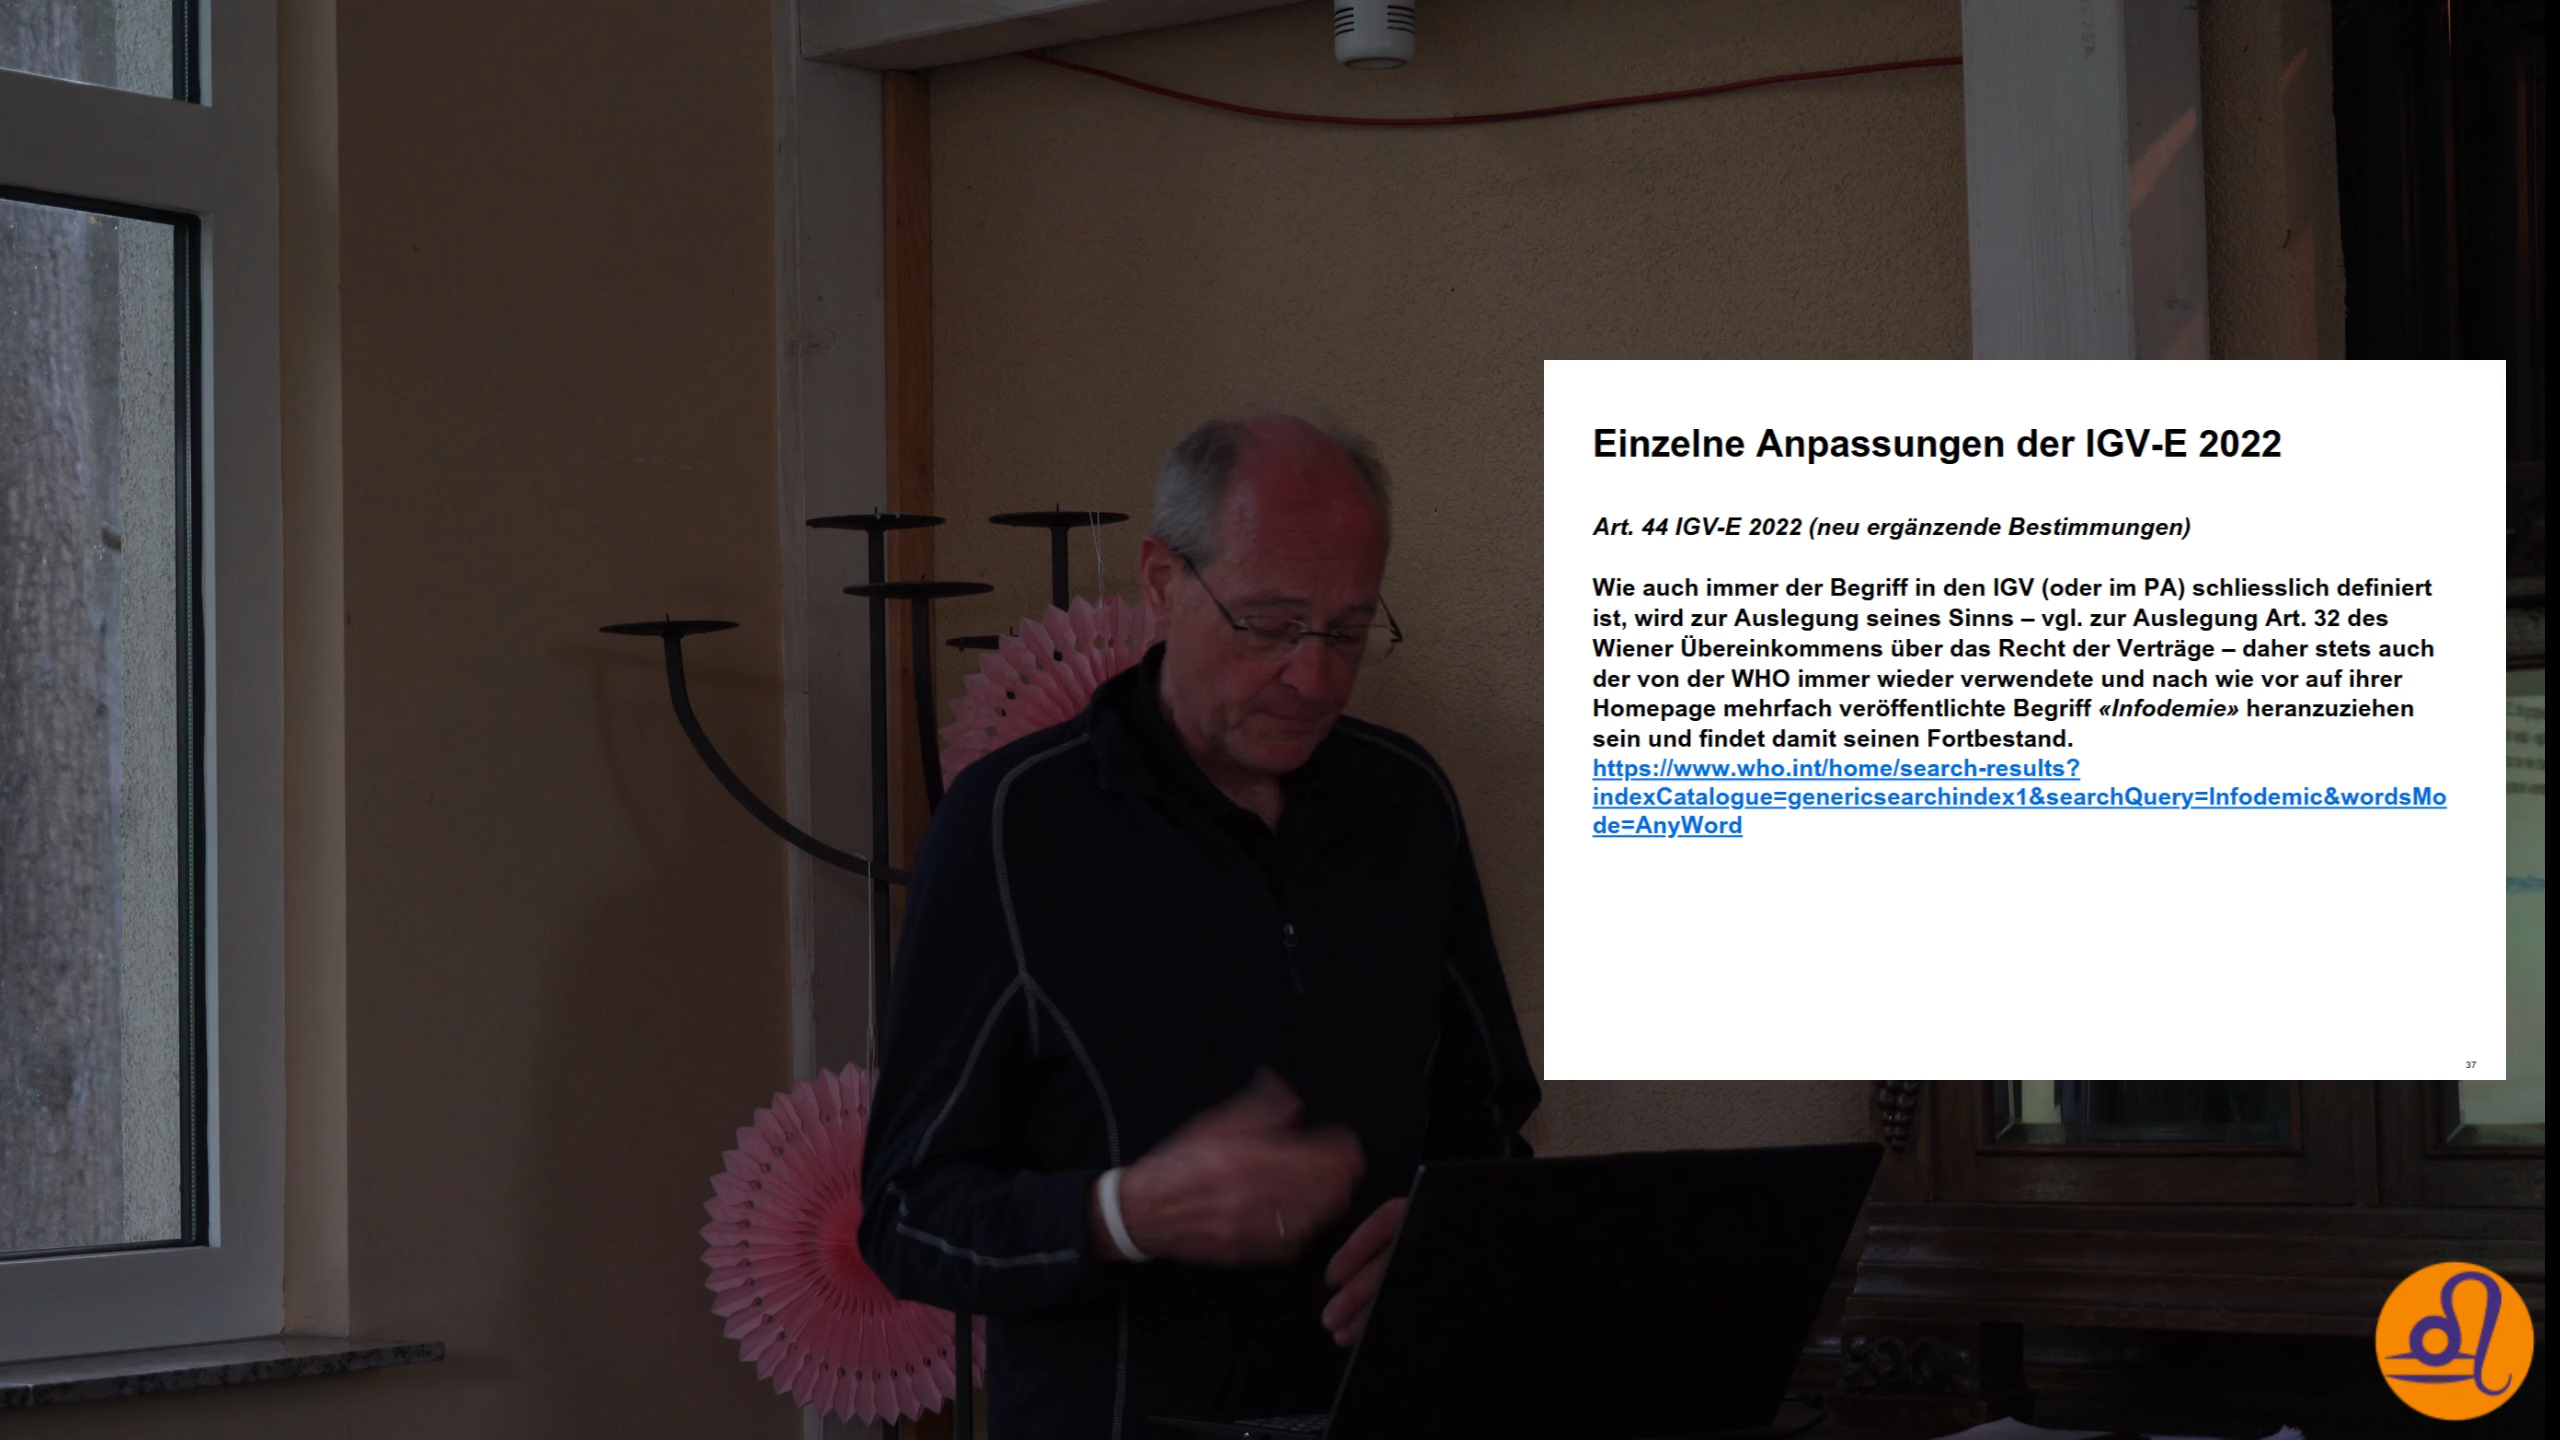 Einzelne Anpassungen der IGV-E 2022
Art. 44 IGV-E 2022 (neu ergänzende Bestimmungen)
Wie auch immer der Begriff in den IGV (oder im PA) schliesslich definiert
ist, wird zur Auslegung seines Sinns – vgl. zur Auslegung Art. 32 des
Wiener Übereinkommens über das Recht der Verträge – daher stets auch
der von der WHO immer wieder verwendete und nach wie vor auf ihrer
Homepage mehrfach veröffentlichte Begriff «Infodemie» heranzuziehen
sein und findet damit seinen Fortbestand.
https://www.who.int/home/search-results?
indexCatalogue=genericsearchindex1&searchQuery=Infodemic&wordsMo
de=AnyWord
37